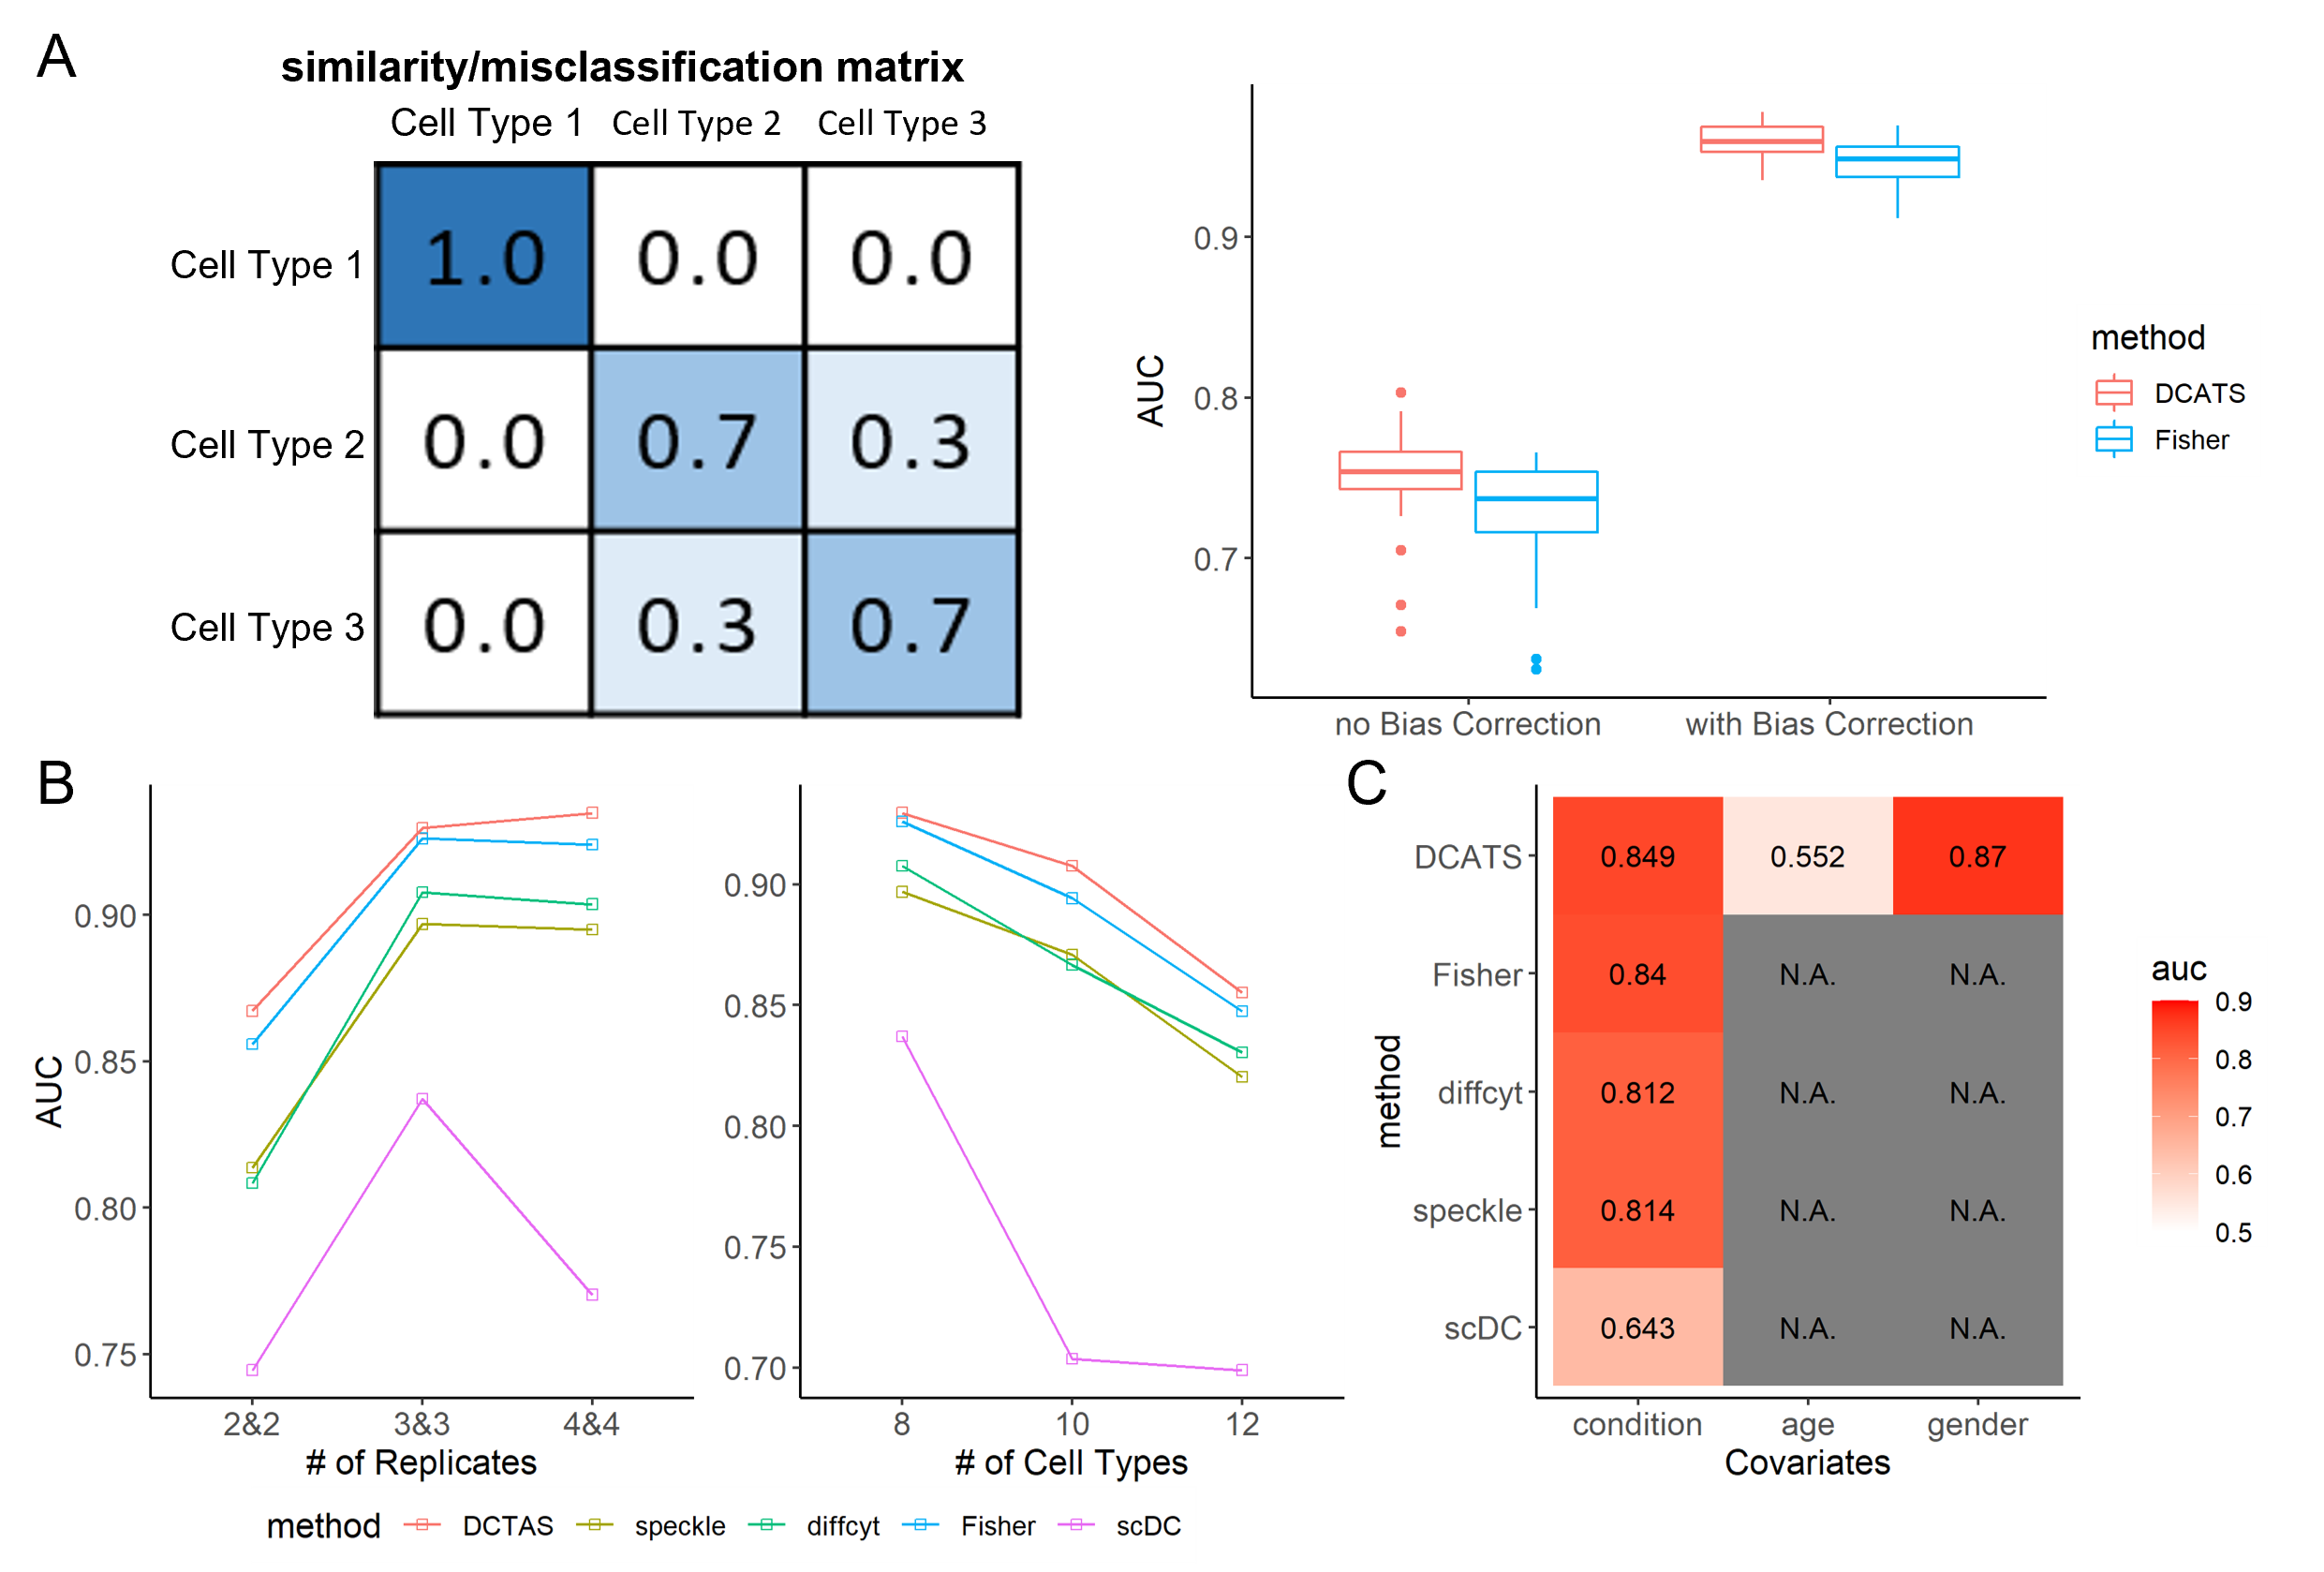 A
similarity/misclassification matrix
Cell Type 1 Cell Type 2 Cell Type 3
Cell Type 1 1.0 0.0 0.0
Cell Type 2 0.0 0.7 0.3
Cell Type 3 0.0 0.3 0.7
AUC
0.9
0.8
0.7
no Bias Correction with Bias Correction
method
DCATS
Fisher
B
AUC
0.90
0.85
0.80
0.75
2&2 3&3 4&4
# of Replicates
0.90
0.85
0.80
0.75
0.70
8 10 12
# of Cell Types
method DCTAS speckle diffcyt Fisher scDC
C
method
DCATS 0.849 0.552 0.87
Fisher 0.84 N.A. N.A.
diffcyt 0.812 N.A. N.A.
speckle 0.814 N.A. N.A.
scDC 0.643 N.A. N.A.
condition age gender
Covariates
auc
0.9
0.8
0.7
0.6
0.5